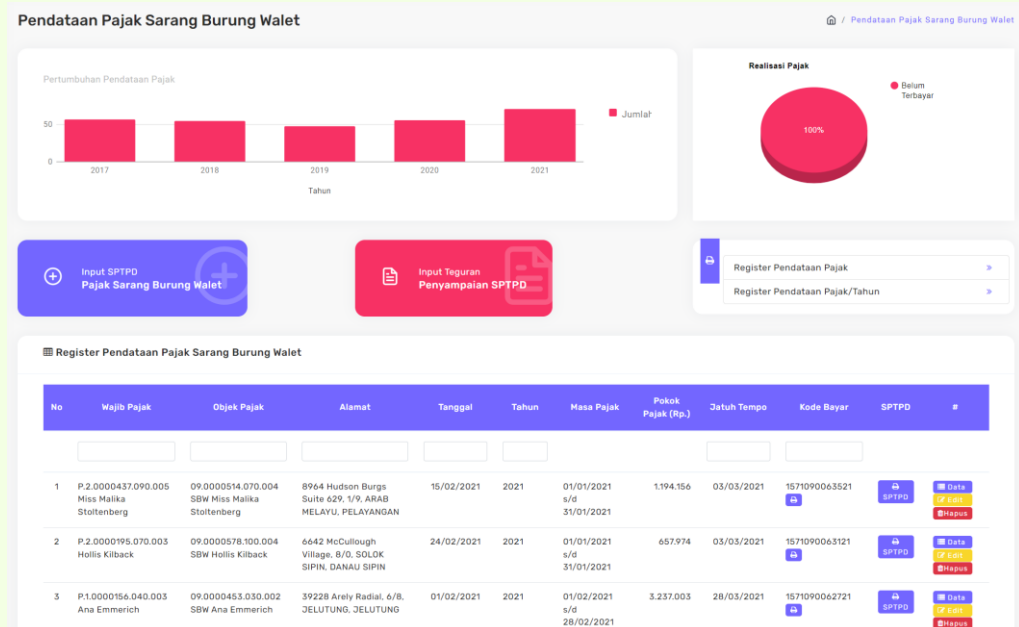 Pendataan Pajak Sarang Burung Walet
/ Pendataan Pajak Sarang Burung Walet
Pertumbuhan Pendataan Pajak
50
0
2017 2018 2019 2020 2021
Tahun
Jumlah
Realisasi Pajak
Belum
Terbayar
100%
Input SPTPD
Pajak Sarang Burung Walet
Input Teguran
Penyampaian SPTPD
Register Pendataan Pajak »
Register Pendataan Pajak/Tahun »
Register Pendataan Pajak Sarang Burung Walet
No Wajib Pajak Objek Pajak Alamat Tanggal Tahun Masa Pajak Pokok Pajak (Rp.) Jatuh Tempo Kode Bayar SPTPD #
1 P.2.0000437.090.005 09.0000514.070.004 8964 Hudson Burgs 15/02/2021 2021 01/01/2021 1.194.156 03/03/2021 1571090063521 SPTPD Data
Miss Malika SBW Miss Malika Suite 629, 1/9, ARAB s/d Edit
Stoltenberg Stoltenberg MELAYU, PELAYANGAN 31/01/2021 Hapus
2 P.2.0000195.070.003 09.0000578.100.004 6642 McCullough 24/02/2021 2021 01/01/2021 657.974 03/03/2021 1571090063121 SPTPD Data
Hollis Kilback SBW Hollis Kilback Village, 8/0, SOLOK s/d Edit
SIPIN, DANAU SIPIN 31/01/2021 Hapus
3 P.1.0000156.040.003 09.0000453.030.002 39228 Arely Radial, 6/8, 01/02/2021 2021 01/02/2021 3.237.003 28/03/2021 1571090062721 SPTPD Data
Ana Emmerich SBW Ana Emmerich JELUTUNG, JELUTUNG s/d Edit
28/02/2021 Hapus